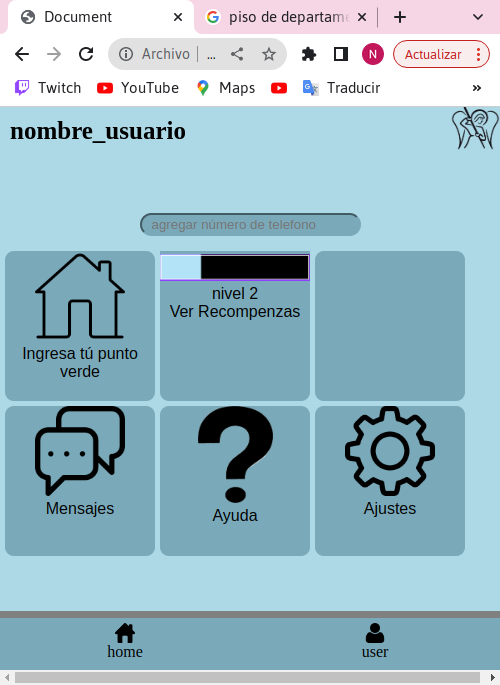 Document
piso de departame
Archivo
...
N
Actualizar
Twitch
YouTube
Maps
Traducir
»
nombre_usuario
agregar número de telefono
Ingresa tú punto
verde
nivel 2
Ver Recompenzas
Mensajes
Ayuda
Ajustes
home
user